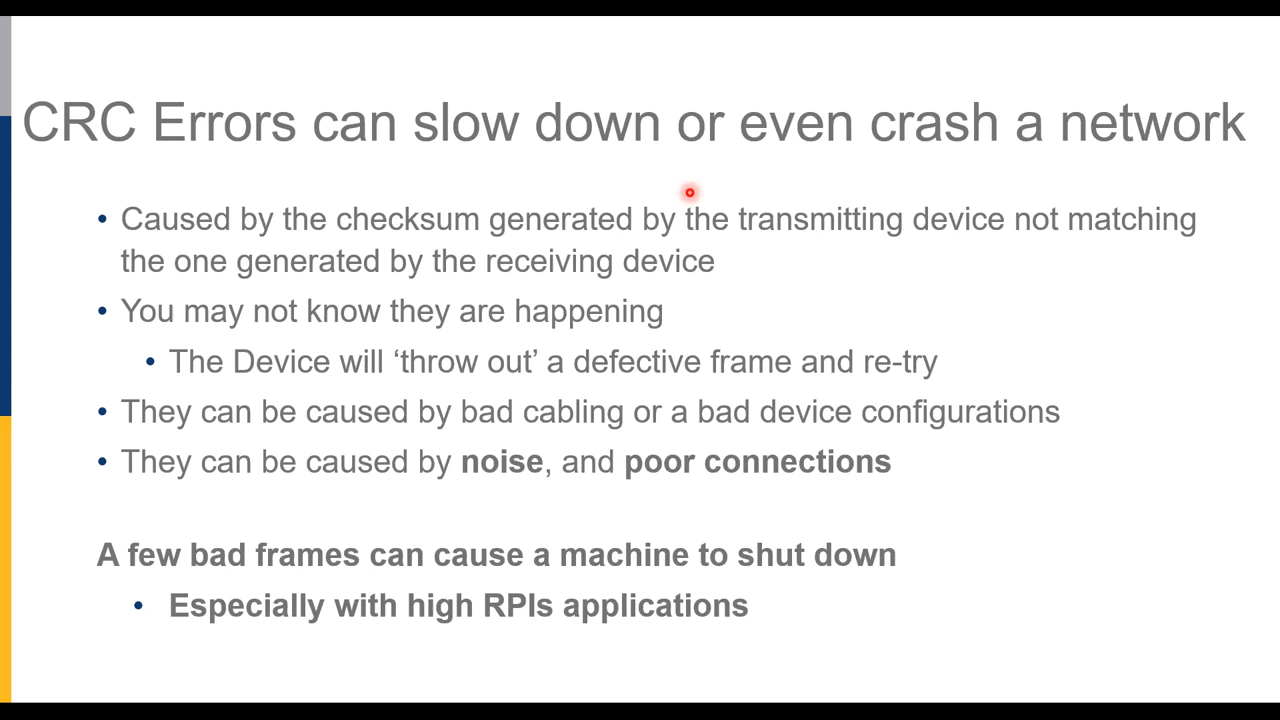 CRC Errors can slow down or even crash a network
• Caused by the checksum generated by the transmitting device not matching
the one generated by the receiving device
• You may not know they are happening
• The Device will ‘throw out’ a defective frame and re-try
• They can be caused by bad cabling or a bad device configurations
• They can be caused by noise, and poor connections
A few bad frames can cause a machine to shut down
• Especially with high RPIs applications